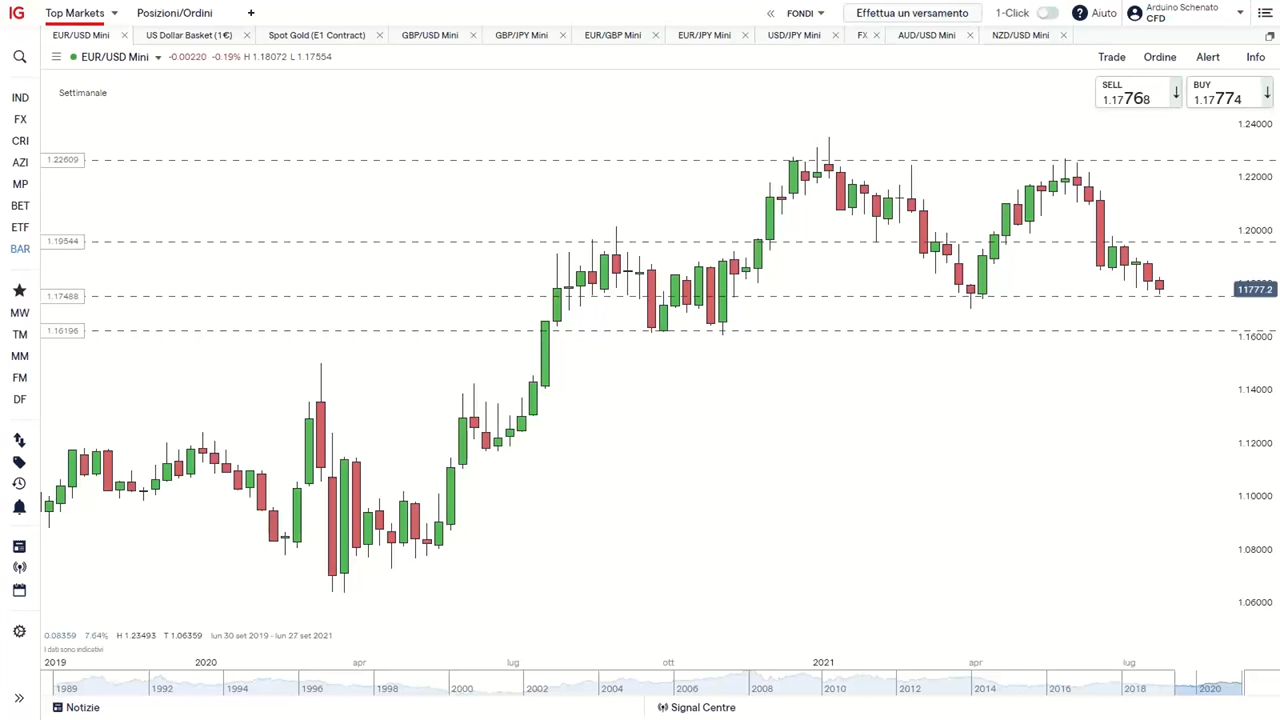 IG Top Markets Posizioni/Ordini + « FONDI Effettua un versamento 1-Click ? Aiuto Arduino Schenato
CFD
EUR/USD Mini × US Dollar Basket (1€) × Spot Gold (E1 Contract) × GBP/USD Mini × GBP/JPY Mini × EUR/GBP Mini × EUR/JPY Mini × USD/JPY Mini × FX × AUD/USD Mini × NZD/USD Mini ×
EUR/USD Mini -0.00220 -0.19% H 1.18072 L 1.17554 Trade Ordine Alert Info
Settimanale
SELL
1.17768
BUY
1.17774
IND
FX
CRI
AZI
MP
BET
ETF
BAR
MW
TM
MM
FM
DF
1.22609
1.19544
1.17488
1.16196
1.24000
1.22000
1.20000
11777.2
1.16000
1.14000
1.12000
1.10000
1.08000
1.06000
0.08359 7.64% H 1.23493 T 1.06359 lun 30 set 2019 - lun 27 set 2021
I dati sono indicativi
2019 2020 apr lug ott 2021 apr lug
1989 1992 1994 1996 1998 2000 2002 2004 2006 2008 2010 2012 2014 2016 2018 2020
Notizie Signal Centre